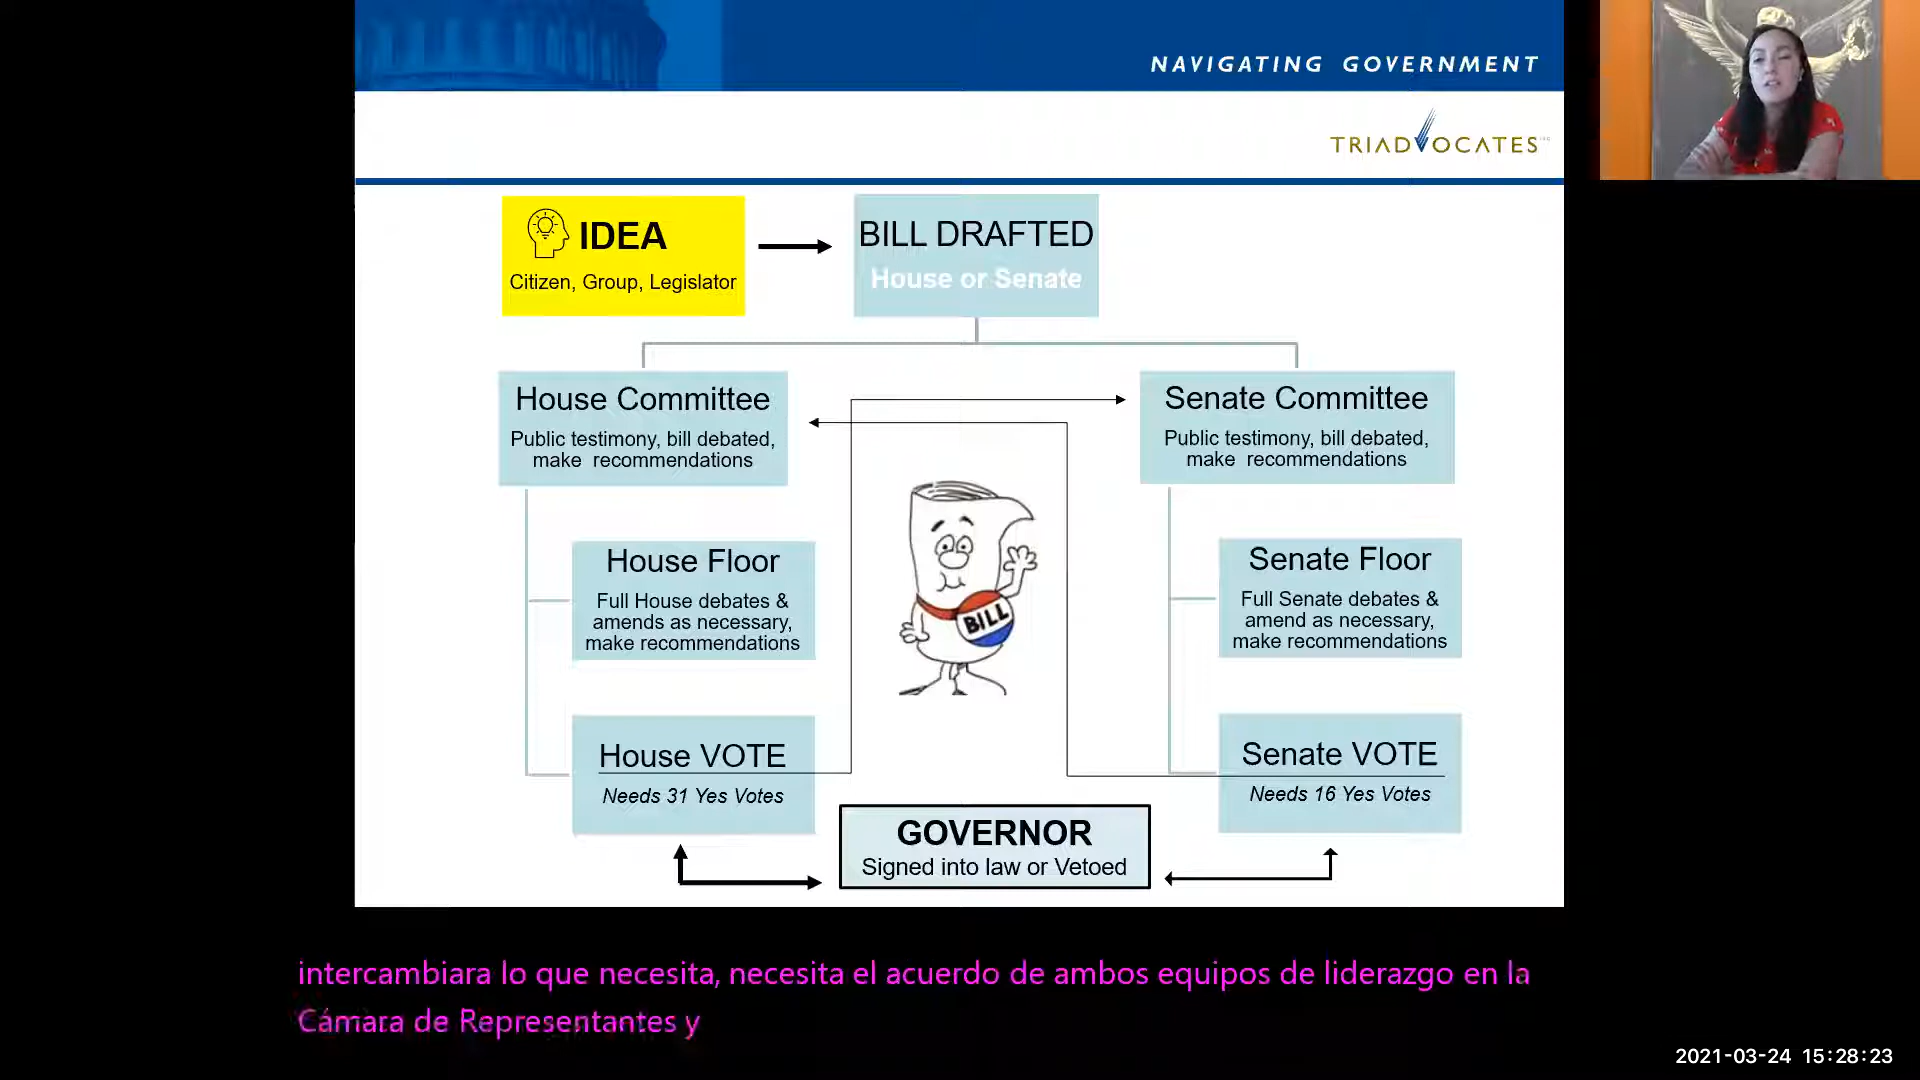 NAVIGATING GOVERNMENT
TRIADVOCATES
IDEA
Citizen, Group, Legislator
BILL DRAFTED
House or Senate
House Committee
Public testimony, bill debated,
make recommendations
Senate Committee
Public testimony, bill debated,
make recommendations
House Floor
Full House debates &
amends as necessary,
make recommendations
BILL
Senate Floor
Full Senate debates &
amend as necessary,
make recommendations
House VOTE
Needs 31 Yes Votes
Senate VOTE
Needs 16 Yes Votes
GOVERNOR
Signed into law or Vetoed
intercambiara lo que necesita, necesita el acuerdo de ambos equipos de liderazgo en la
Cámara de Representantes y
2021-03-24 15:28:23